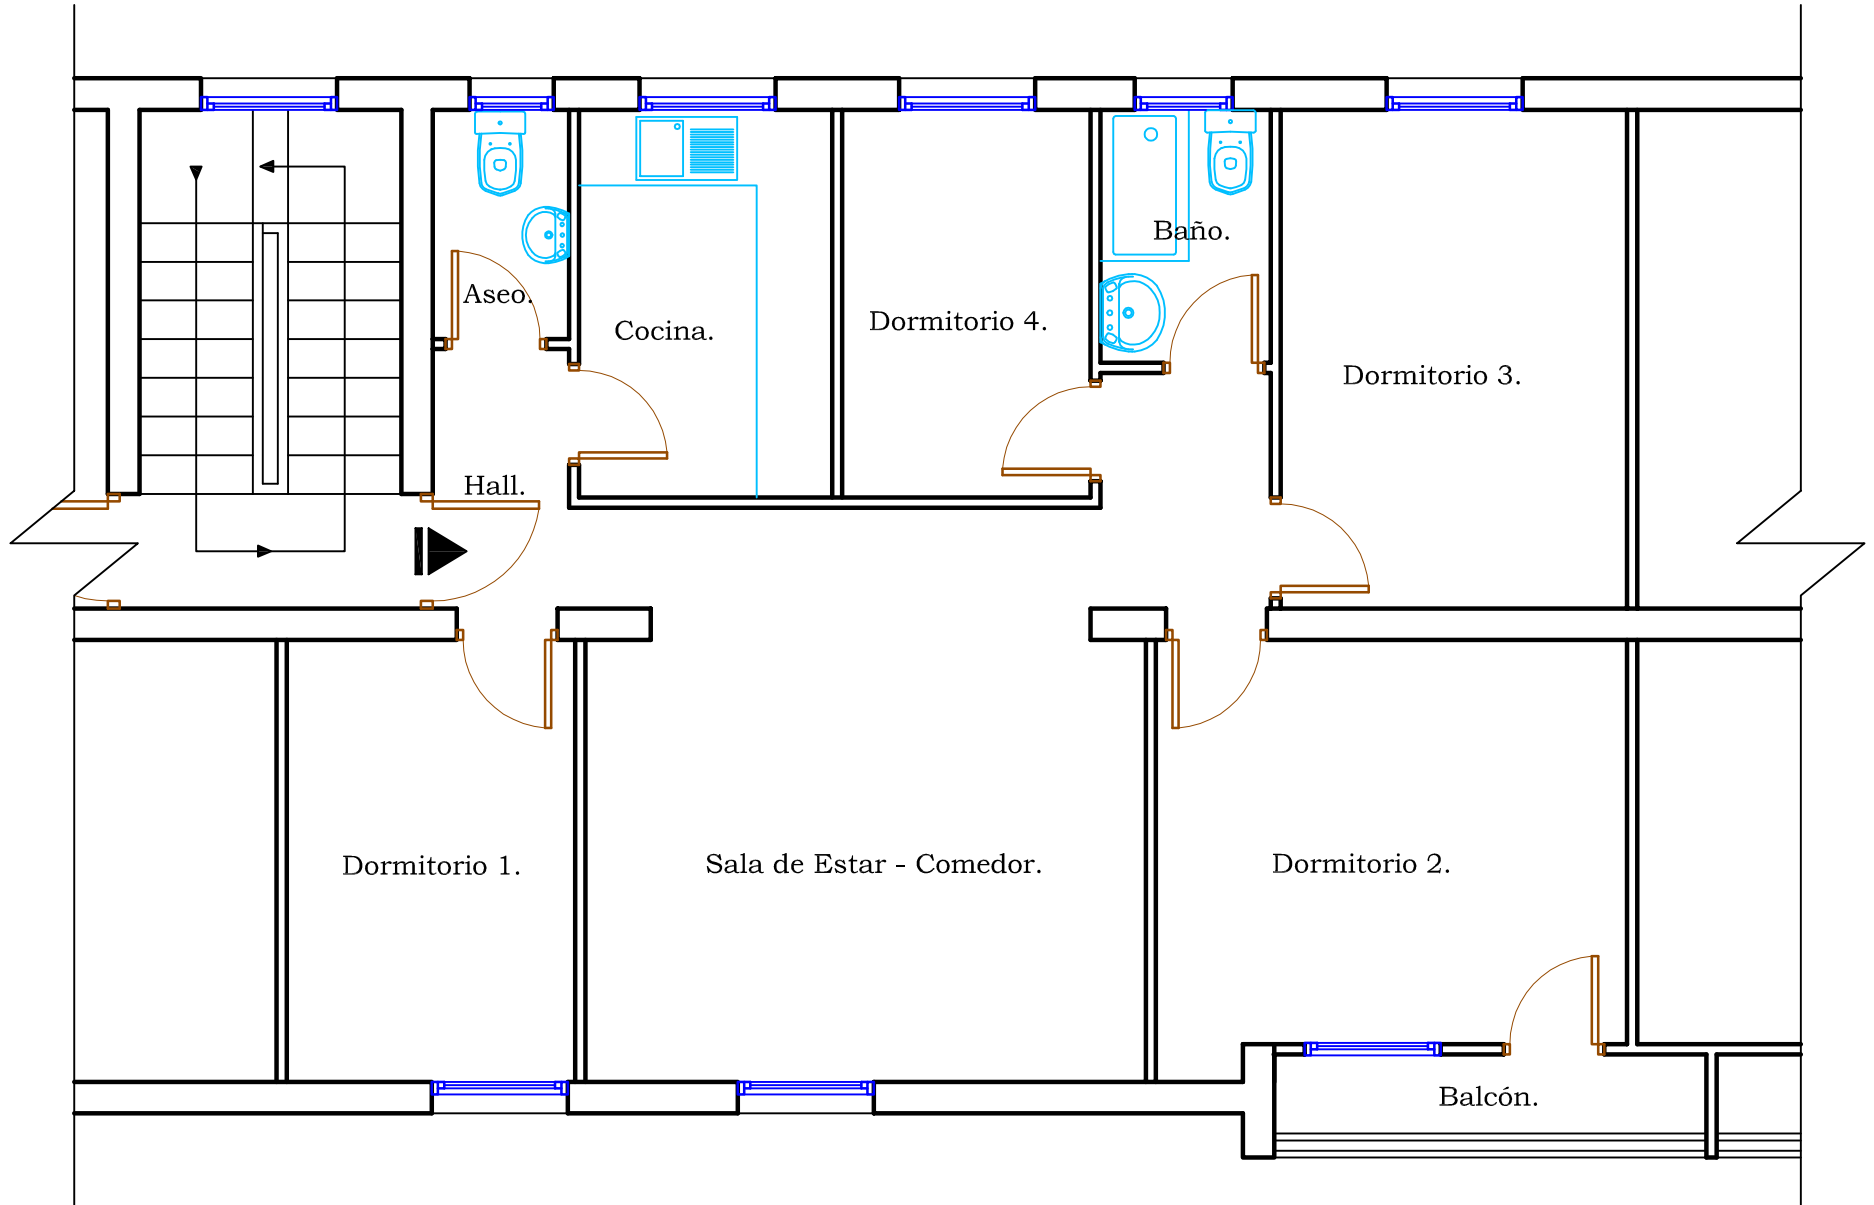 Baño.
Aseo.
Cocina.
Dormitorio 4.
Dormitorio 3.
Hall.
Dormitorio 1.
Sala de Estar - Comedor.
Dormitorio 2.
Balcón.